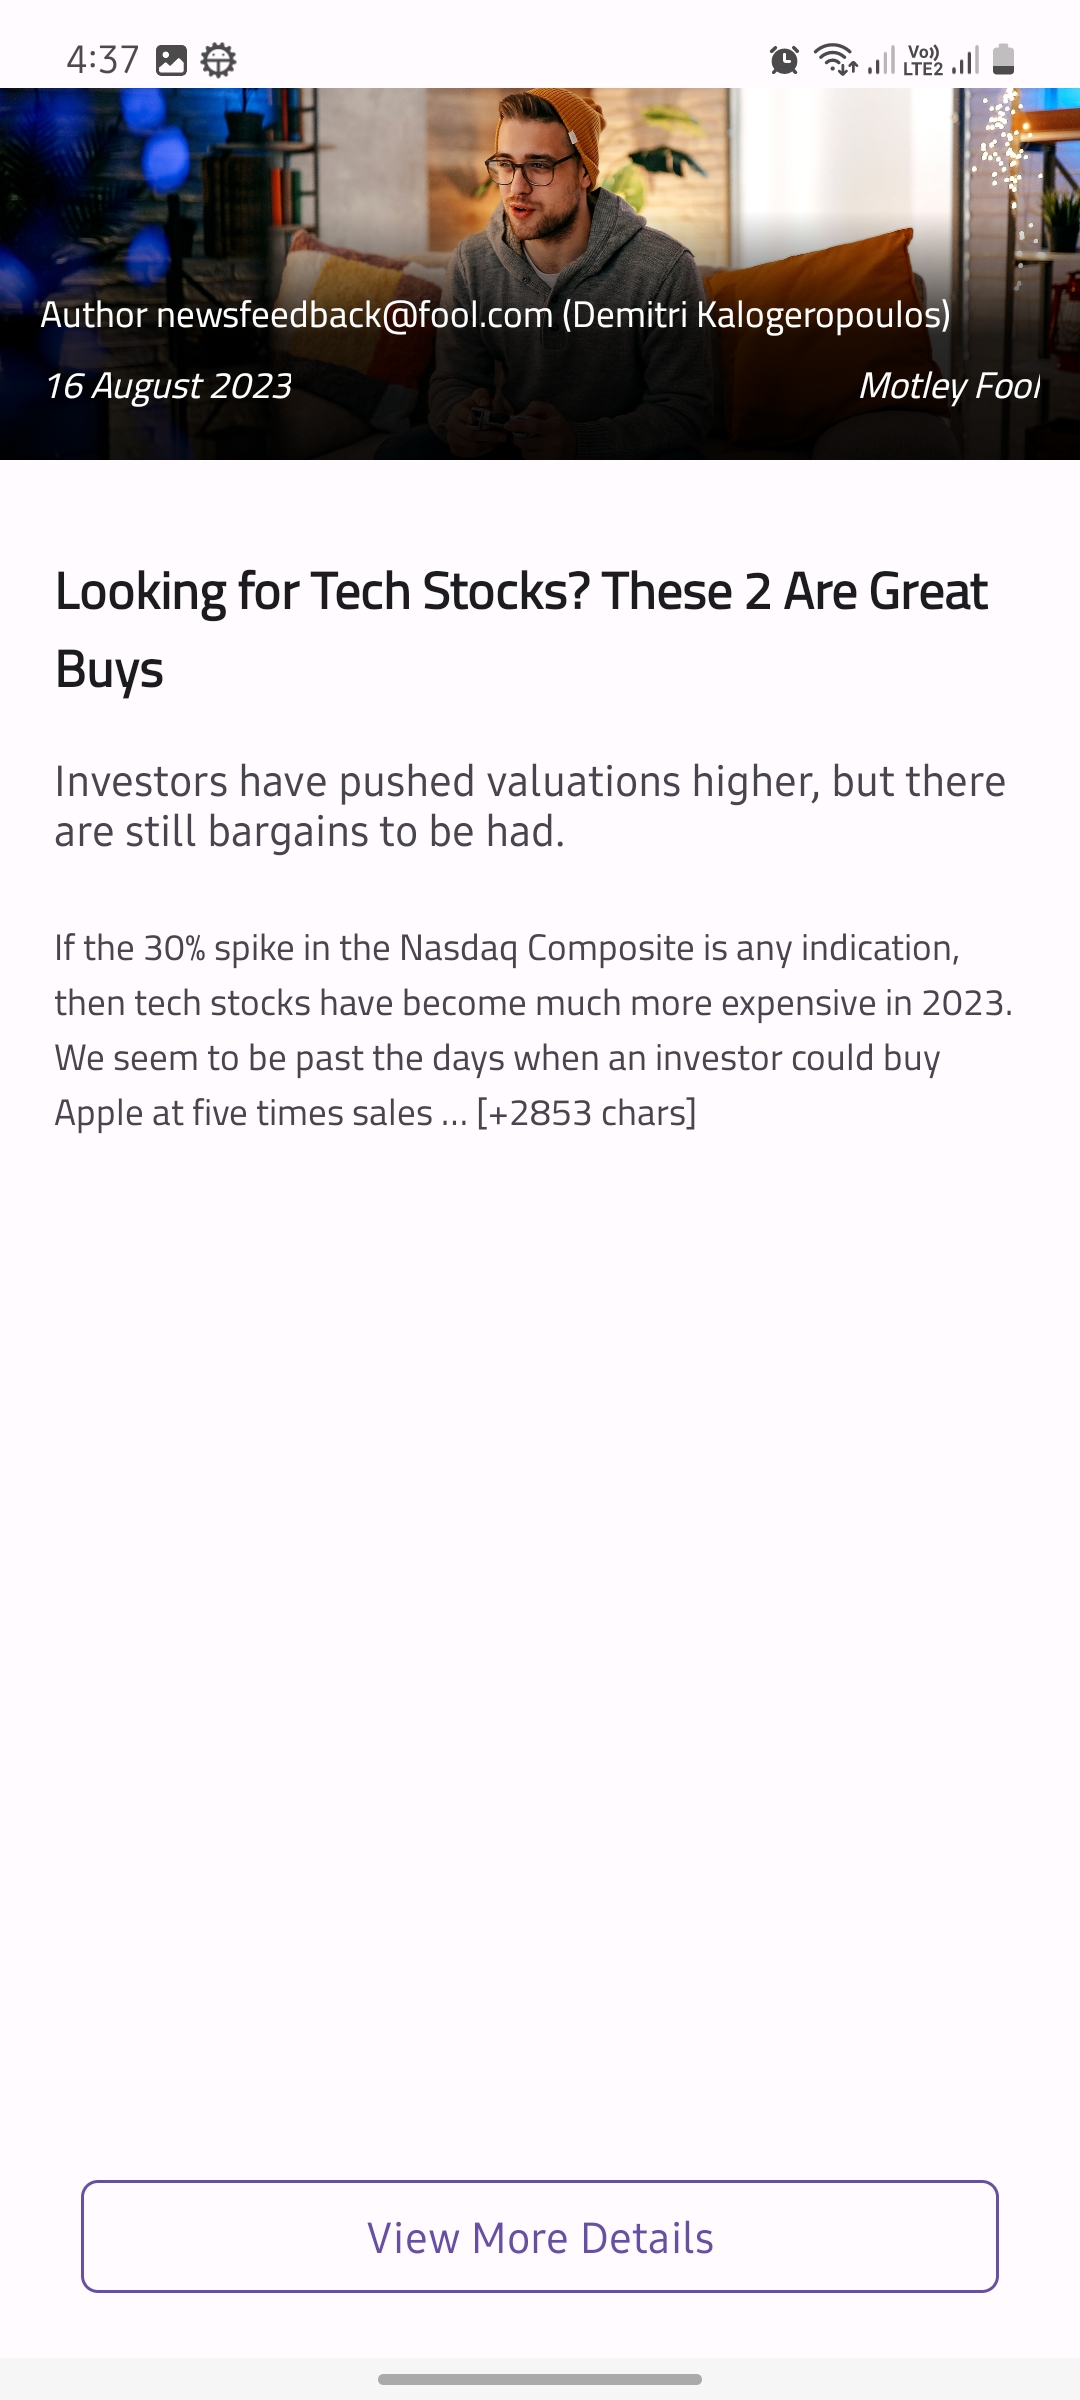 4:37
Vo)) LTE2
Author newsfeedback@fool.com (Demitri Kalogeropoulos)
16 August 2023
Motley Fool
Looking for Tech Stocks? These 2 Are Great
Buys
Investors have pushed valuations higher, but there
are still bargains to be had.
If the 30% spike in the Nasdaq Composite is any indication,
then tech stocks have become much more expensive in 2023.
We seem to be past the days when an investor could buy
Apple at five times sales … [+2853 chars]
View More Details